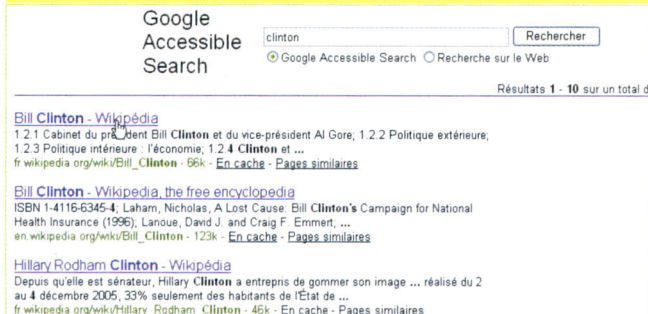 Google
Accessible
Search
clinton
Rechercher
Google Accessible Search Recherche sur le Web
Résultats 1 - 10 sur un total d
Bill Clinton - Wikipédia
1.2.1 Cabinet du président Bill Clinton et du vice-président Al Gore; 1.2.2 Politique extérieure;
1.2.3 Politique intérieure : l'économie; 1.2.4 Clinton et ...
fr.wikipedia.org/wiki/Bill_Clinton - 66k - En cache - Pages similaires
Bill Clinton - Wikipedia, the free encyclopedia
ISBN 1-4116-6345-4; Laham, Nicholas, A Lost Cause: Bill Clinton's Campaign for National
Health Insurance (1996); Lanoue, David J. and Craig F. Emmert, ...
en.wikipedia.org/wiki/Bill_Clinton - 123k - En cache - Pages similaires
Hillary Rodham Clinton - Wikipédia
Depuis qu'elle est sénateur, Hillary Clinton a entrepris de gommer son image ... réalisé du 2
au 4 décembre 2005, 33% seulement des habitants de l'État de ...
fr.wikipedia.org/wiki/Hillary_Rodham_Clinton - 46k - En cache - Pages similaires